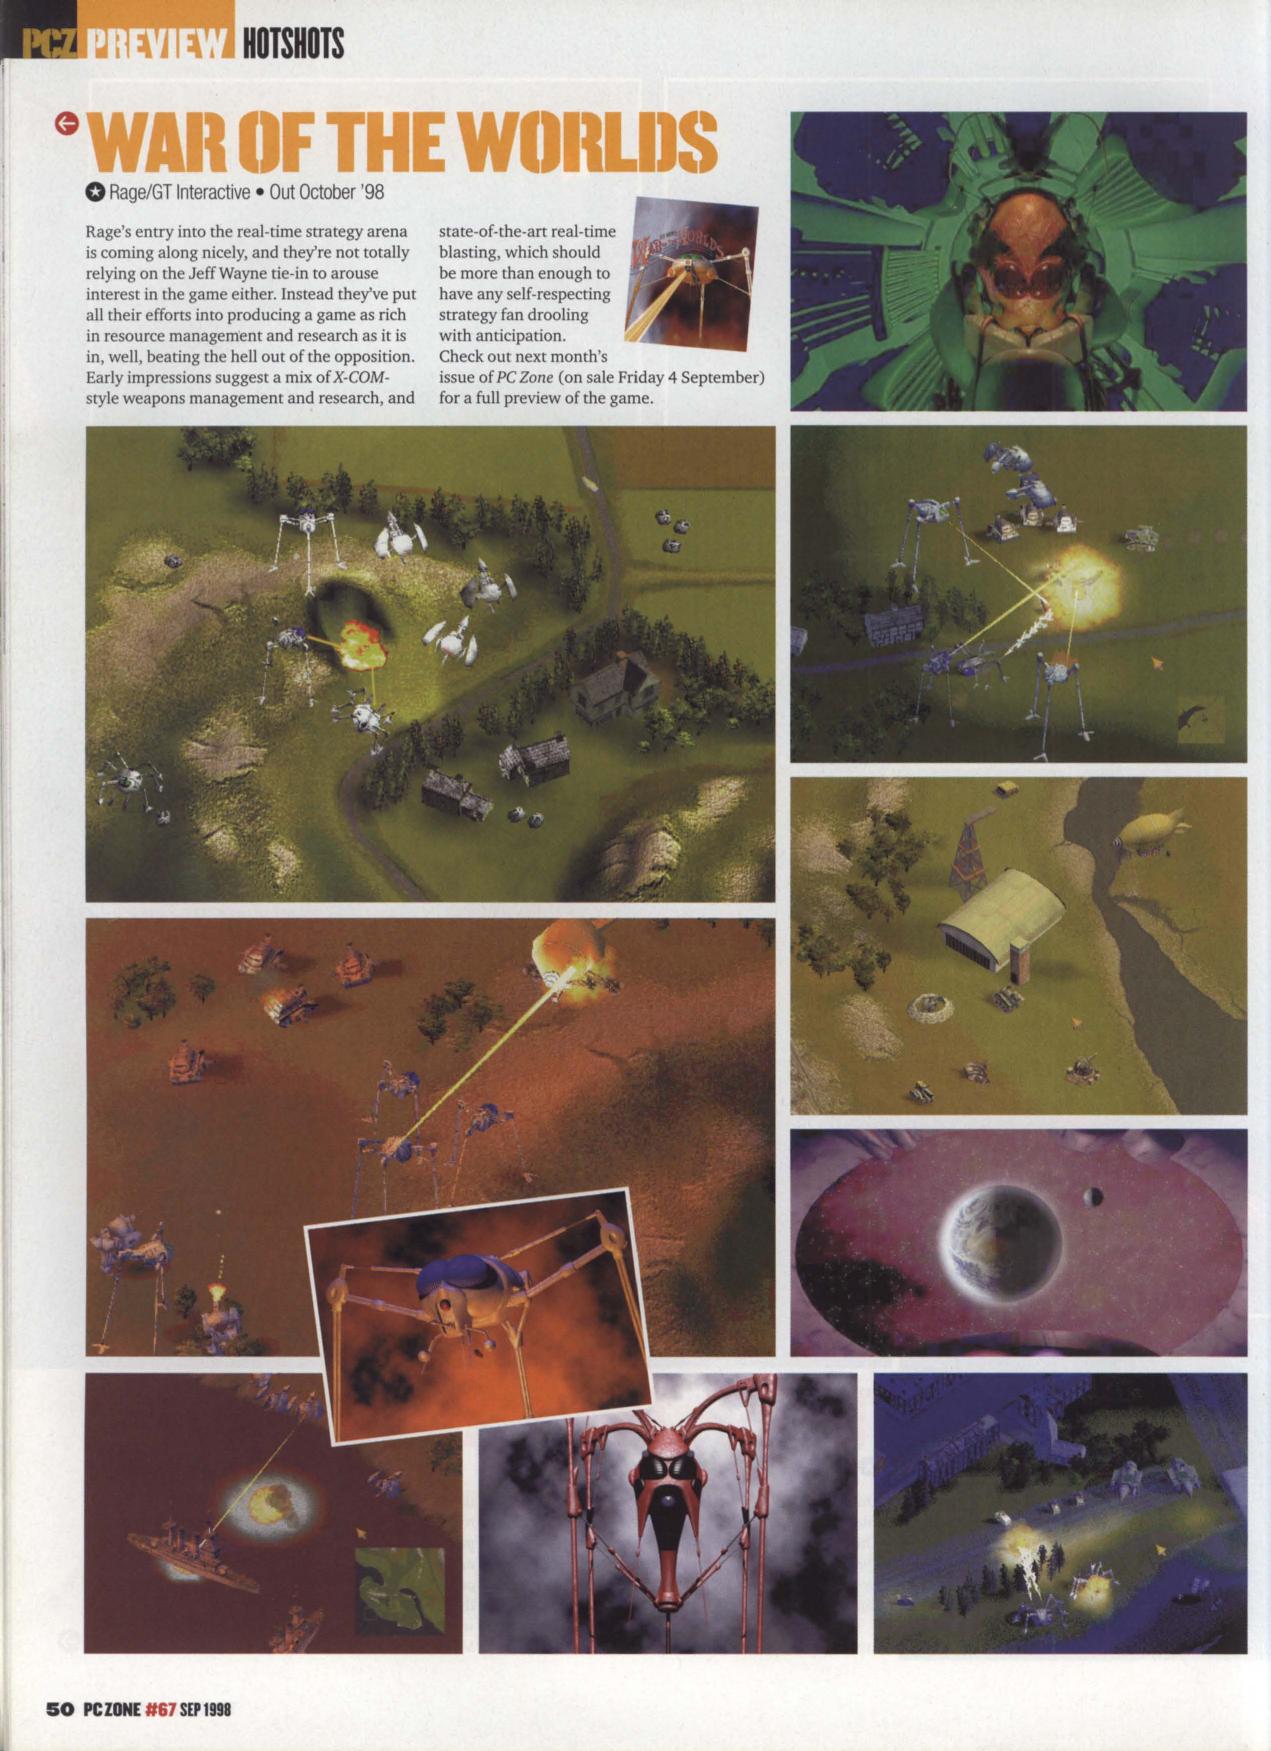 PCZ PREVIEW HOTSHOTS
WAR OF THE WORLDS
Rage/GT Interactive • Out October '98
Rage's entry into the real-time strategy arena
is coming along nicely, and they're not totally
relying on the Jeff Wayne tie-in to arouse
interest in the game either. Instead they've put
all their efforts into producing a game as rich
in resource management and research as it is
in, well, beating the hell out of the opposition.
Early impressions suggest a mix of X-COM-
style weapons management and research, and
state-of-the-art real-time
blasting, which should
be more than enough to
have any self-respecting
strategy fan drooling
with anticipation.
Check out next month's
issue of PC Zone (on sale Friday 4 September)
for a full preview of the game.
WAR OF THE WORLDS
50 PC ZONE #67 SEP 1998